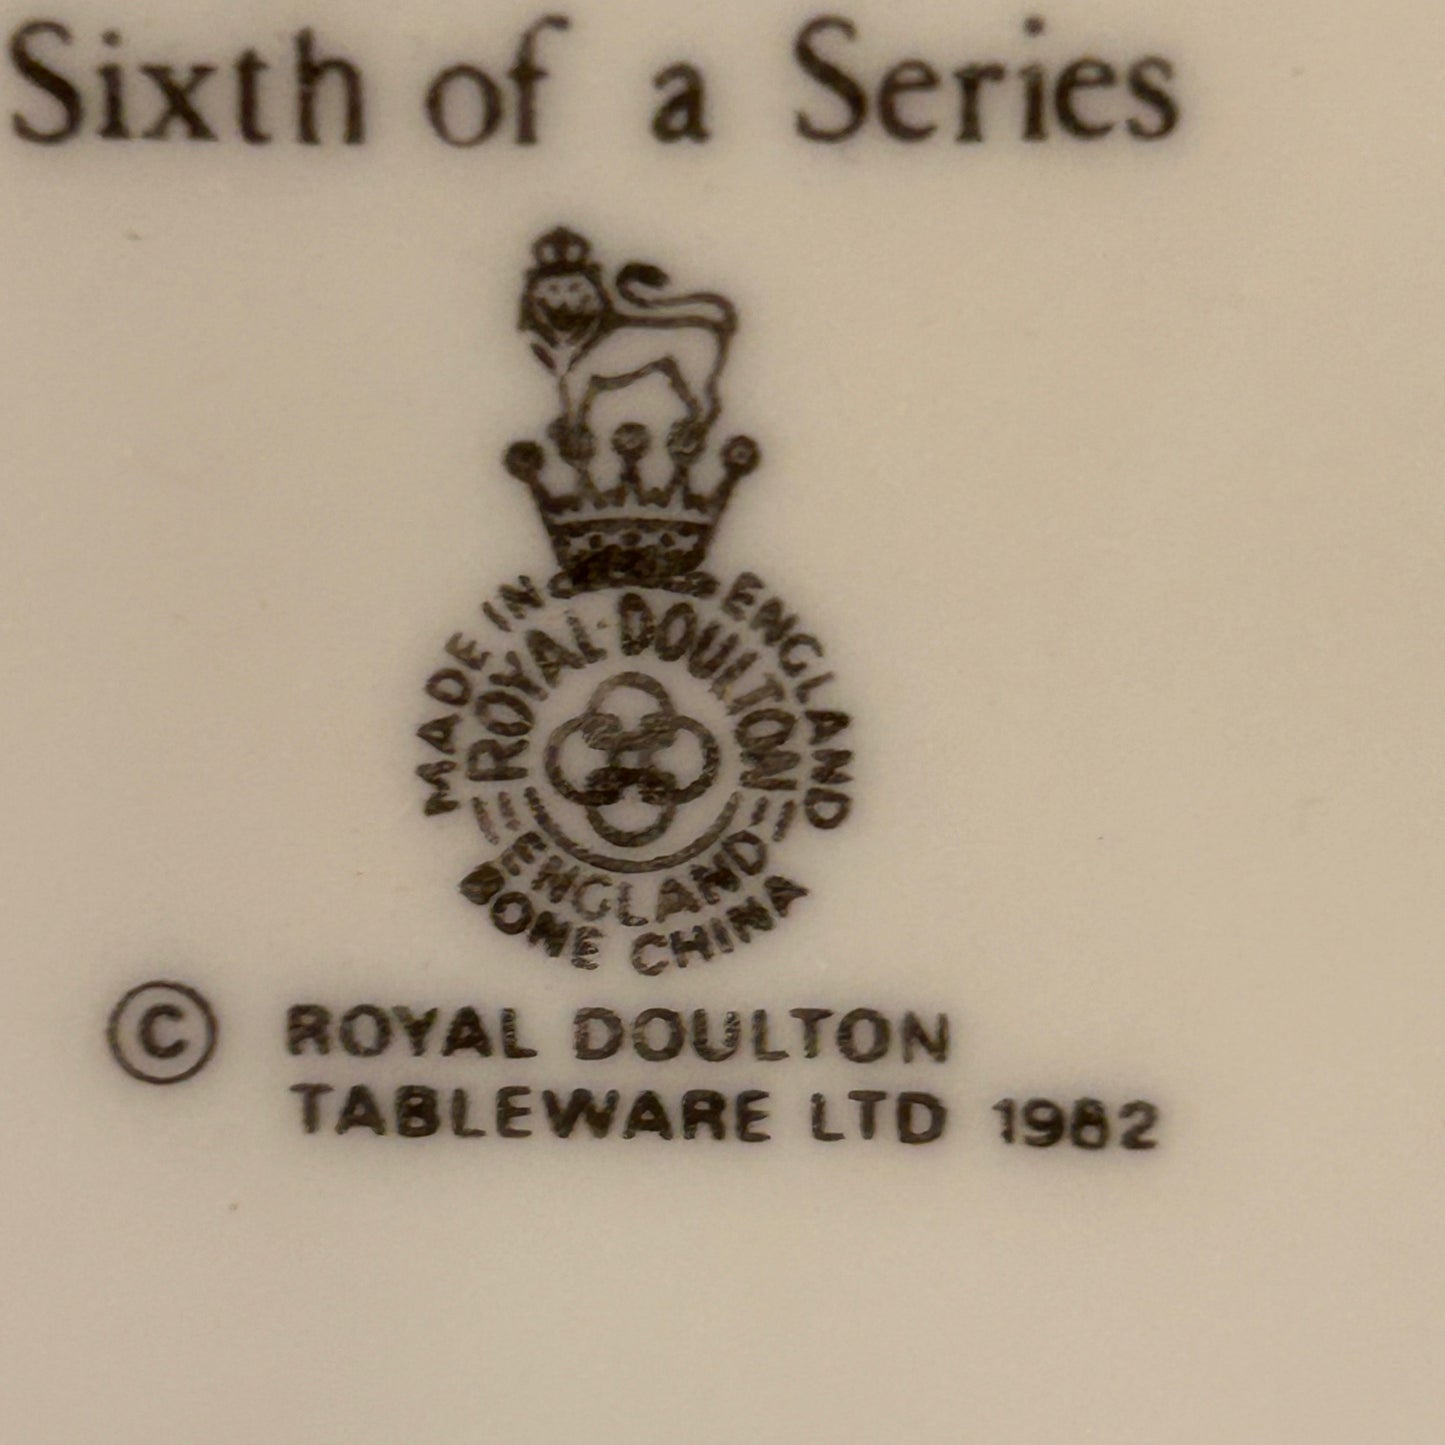 Sixth of a Series
MADE IN ENGLAND
ROYAL DOULTON
ENGLAND
BONE CHINA
© ROYAL DOULTON
TABLEWARE LTD 1982